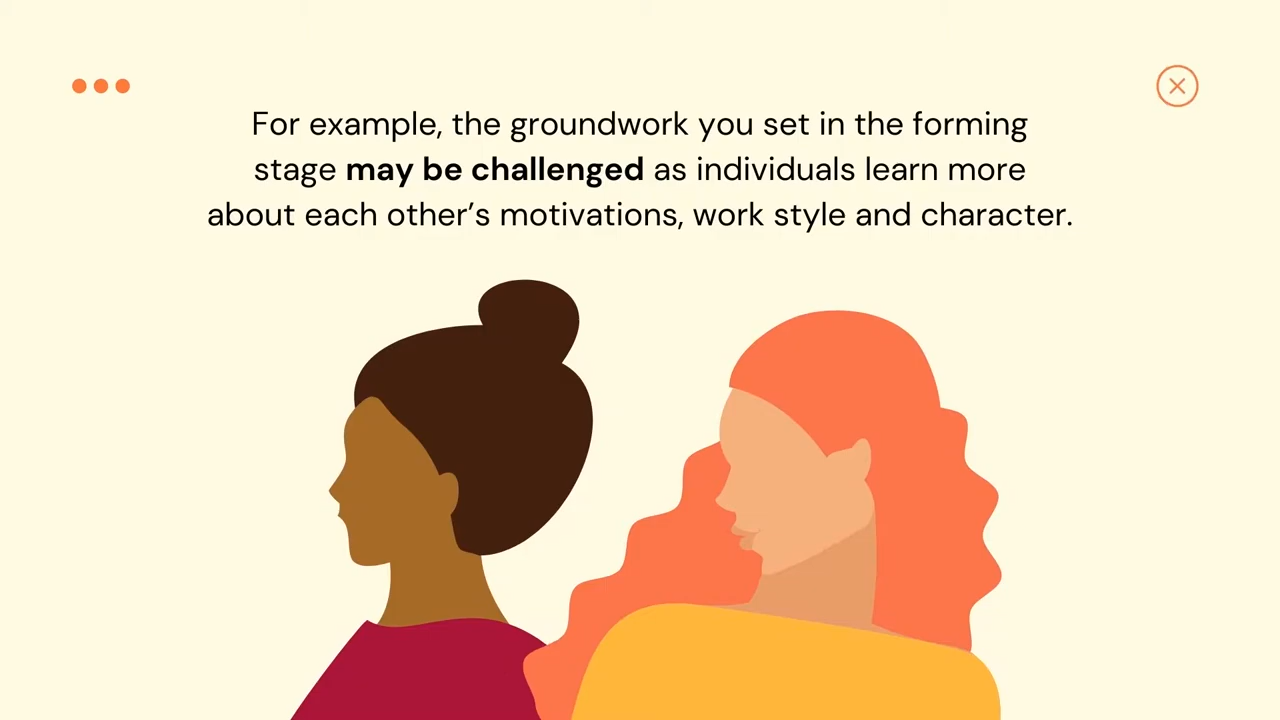 For example, the groundwork you set in the forming
stage may be challenged as individuals learn more
about each other’s motivations, work style and character.